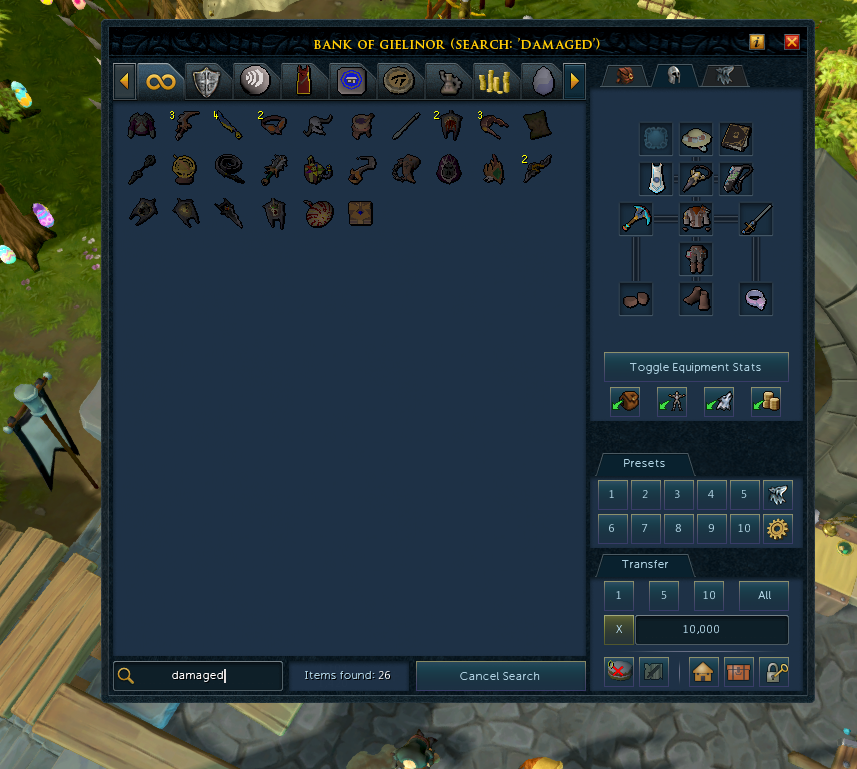 BANK OF GIELINOR (SEARCH: 'DAMAGED')
3 4 2 2 3
2
Toggle Equipment Stats
Presets
1 2 3 4 5
6 7 8 9 10
Transfer
1 5 10 All
X 10,000
damaged Items found: 26 Cancel Search